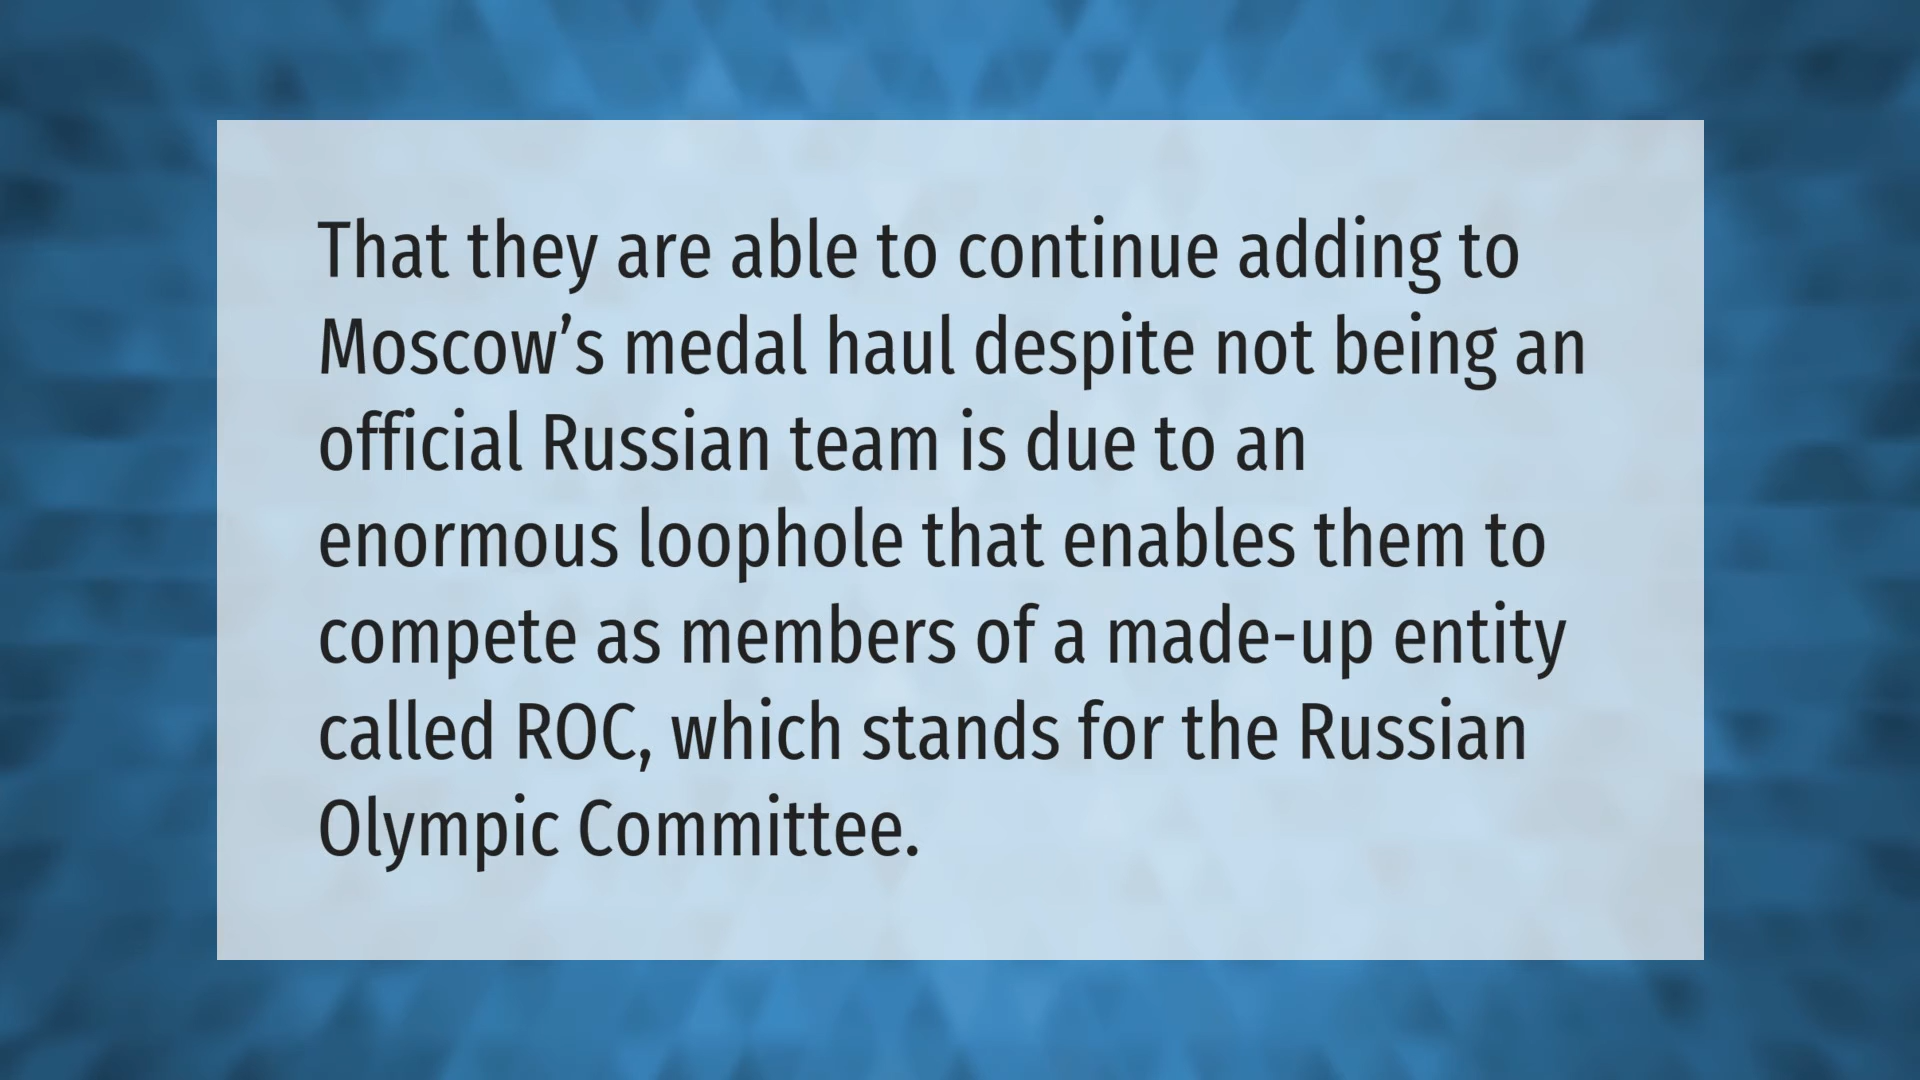 That they are able to continue adding to
Moscow’s medal haul despite not being an
official Russian team is due to an
enormous loophole that enables them to
compete as members of a made-up entity
called ROC, which stands for the Russian
Olympic Committee.